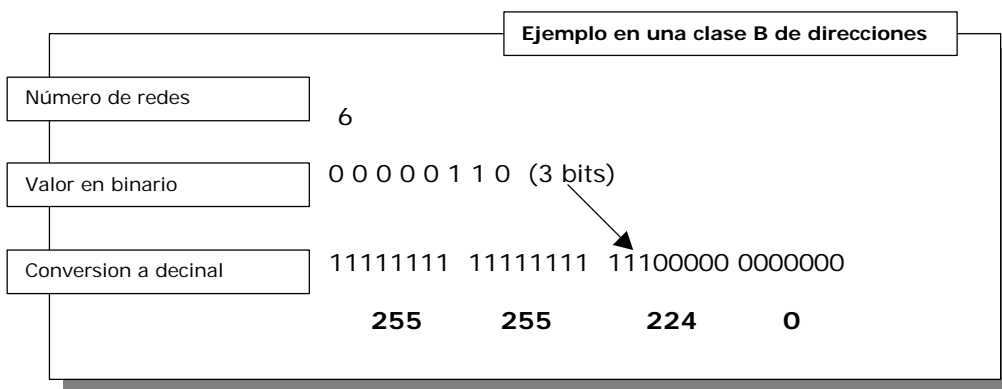 Ejemplo en una clase B de direcciones
Número de redes
6
Valor en binario
0 0 0 0 0 1 1 0 (3 bits)
Conversion a decinal
11111111 11111111 11100000 0000000
255 255 224 0